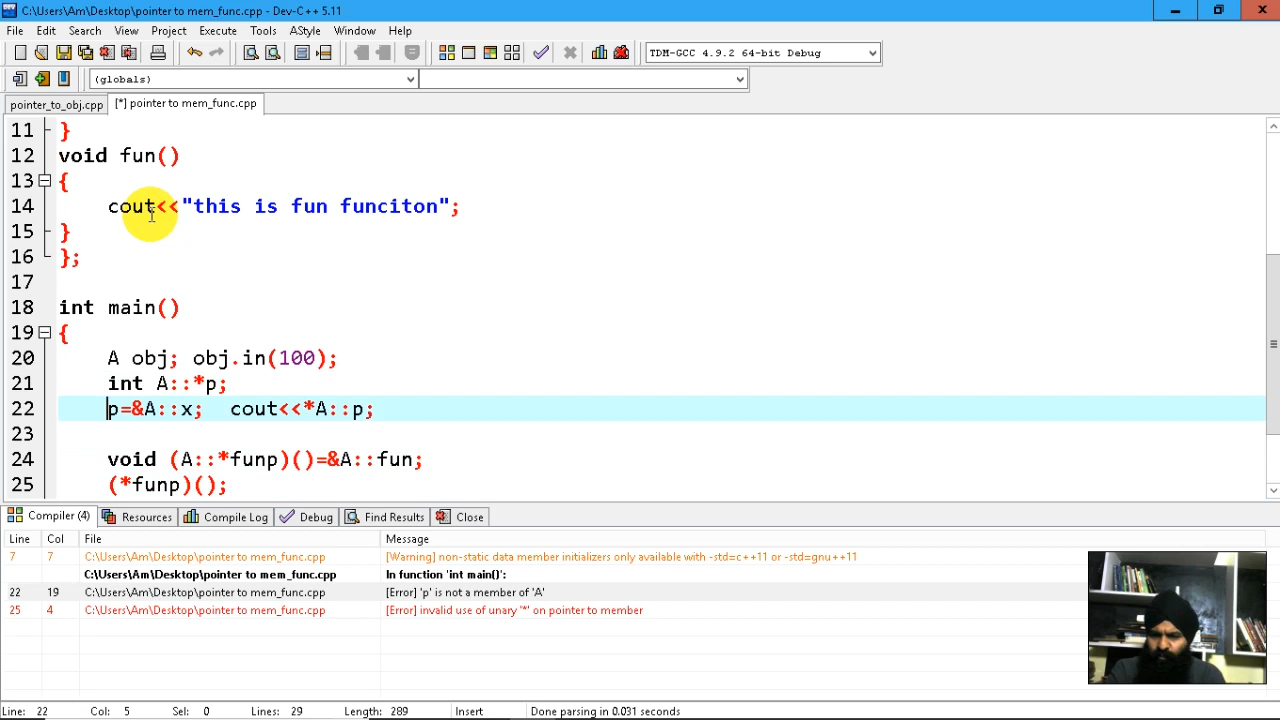 C:\Users\Am\Desktop\pointer to mem_func.cpp - Dev-C++ 5.11
File Edit Search View Project Execute Tools AStyle Window Help
TDM-GCC 4.9.2 64-bit Debug
(globals)
pointer_to_obj.cpp [*] pointer to mem_func.cpp
11 }
12 void fun()
13 {
14 cout<<"this is fun funciton";
15 }
16 };
17
18 int main()
19 {
20 A obj; obj.in(100);
21 int A::*p;
22 p=&A::x; cout<<*A::p;
23
24 void (A::*funp)()=&A::fun;
25 (*funp)();
Compiler (4) Resources Compile Log Debug Find Results Close
Line Col File Message
7 7 C:\Users\Am\Desktop\pointer to mem_func.cpp [Warning] non-static data member initializers only available with -std=c++11 or -std=gnu++11
C:\Users\Am\Desktop\pointer to mem_func.cpp In function 'int main()':
22 19 C:\Users\Am\Desktop\pointer to mem_func.cpp [Error] 'p' is not a member of 'A'
25 4 C:\Users\Am\Desktop\pointer to mem_func.cpp [Error] invalid use of unary '*' on pointer to member
Line: 22 Col: 5 Sel: 0 Lines: 29 Length: 289 Insert Done parsing in 0.031 seconds